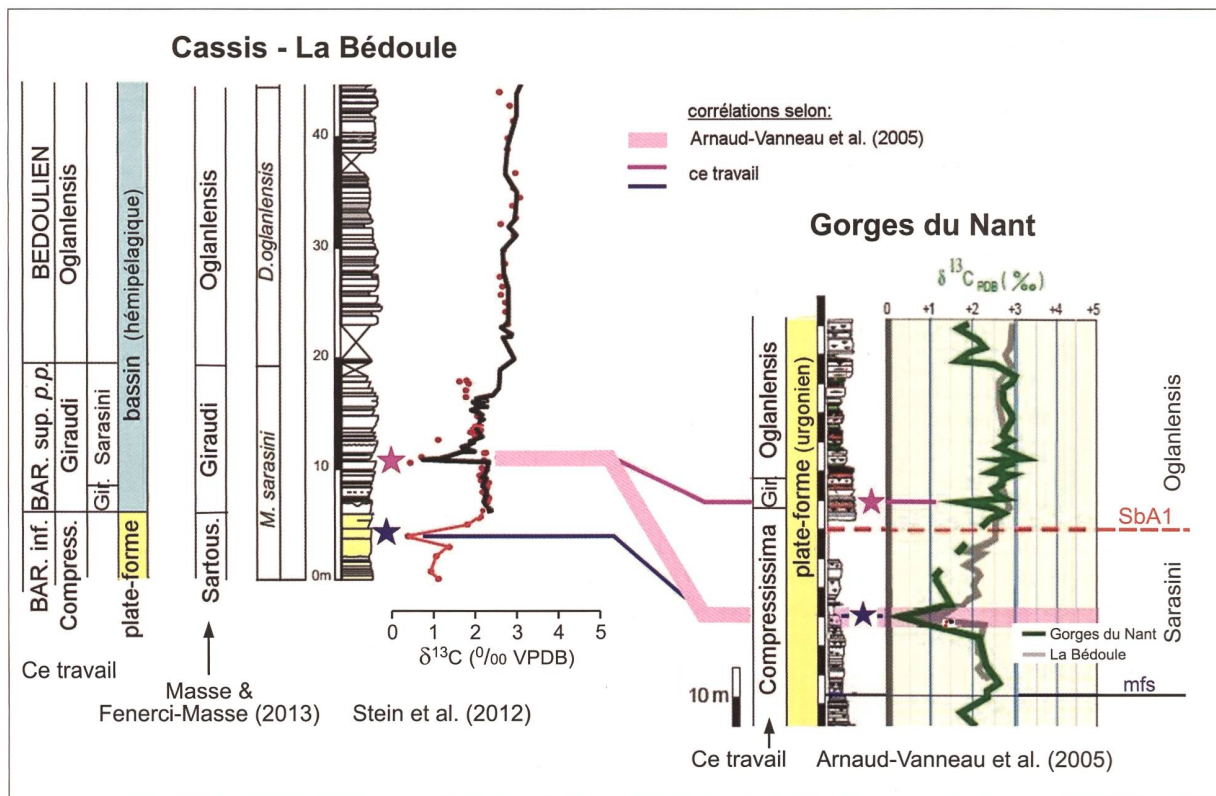 Cassis - La Bédoule
corrélations selon:
Arnaud-Vanneau et al. (2005)
ce travail
BEDOULIEN
Oglanlensis
BAR. sup. p.p.
Giraudi
Gir. Sarasini
BAR. inf.
Compress.
bassin (hémipélagique)
plate-forme
Oglanlensis
Giraudi
Sartous.
D.oglanlensis
M. sarasini
40
30
20
10
0m
0 1 2 3 5
δ13C (0/00 VPDB)
Ce travail
Masse &
Fenerci-Masse (2013)
Stein et al. (2012)
Gorges du Nant
δ 13C PDB (‰)
0 +1 +2 +3 +5
Oglanlensis
Gir.
Compressissima
plate-forme (urgonien)
Oglanlensis
SbA1
Sarasini
Gorges du Nant
La Bédoule
mfs
10 m
Ce travail
Arnaud-Vanneau et al. (2005)